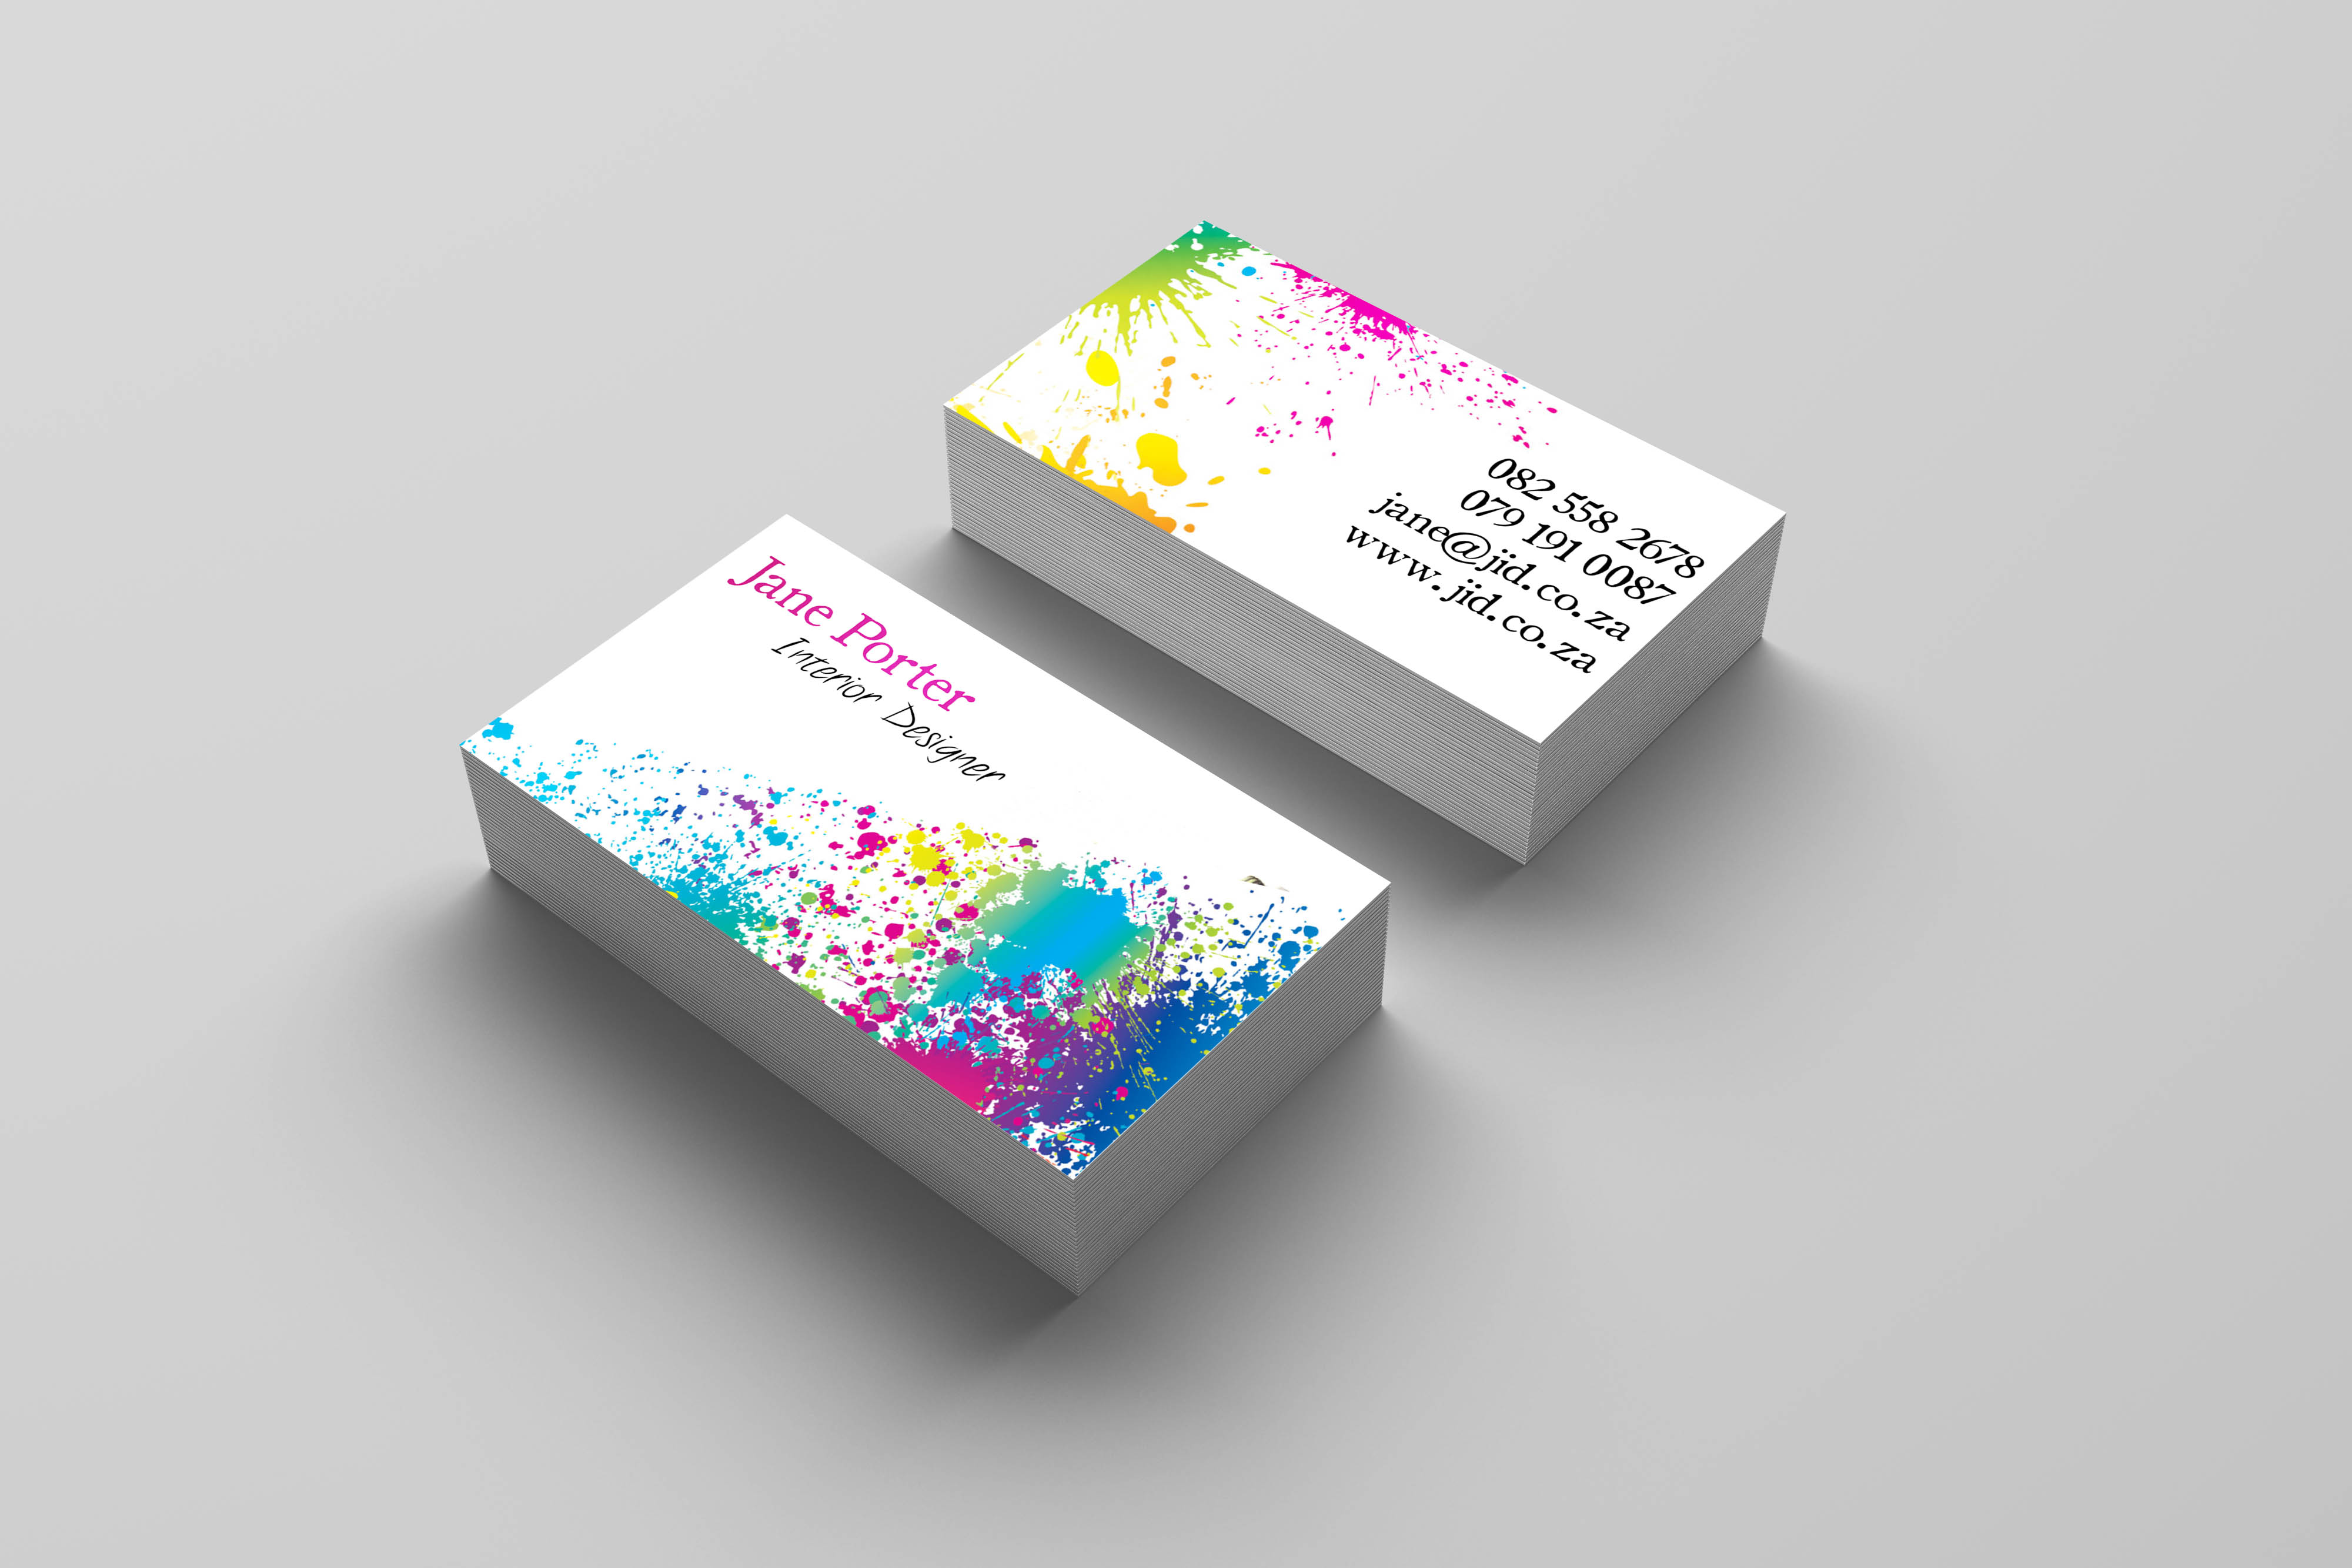 Jane Porter
Interior Designer
082 558 2678
079 191 0087
jane@jid.co.za
www.jid.co.za